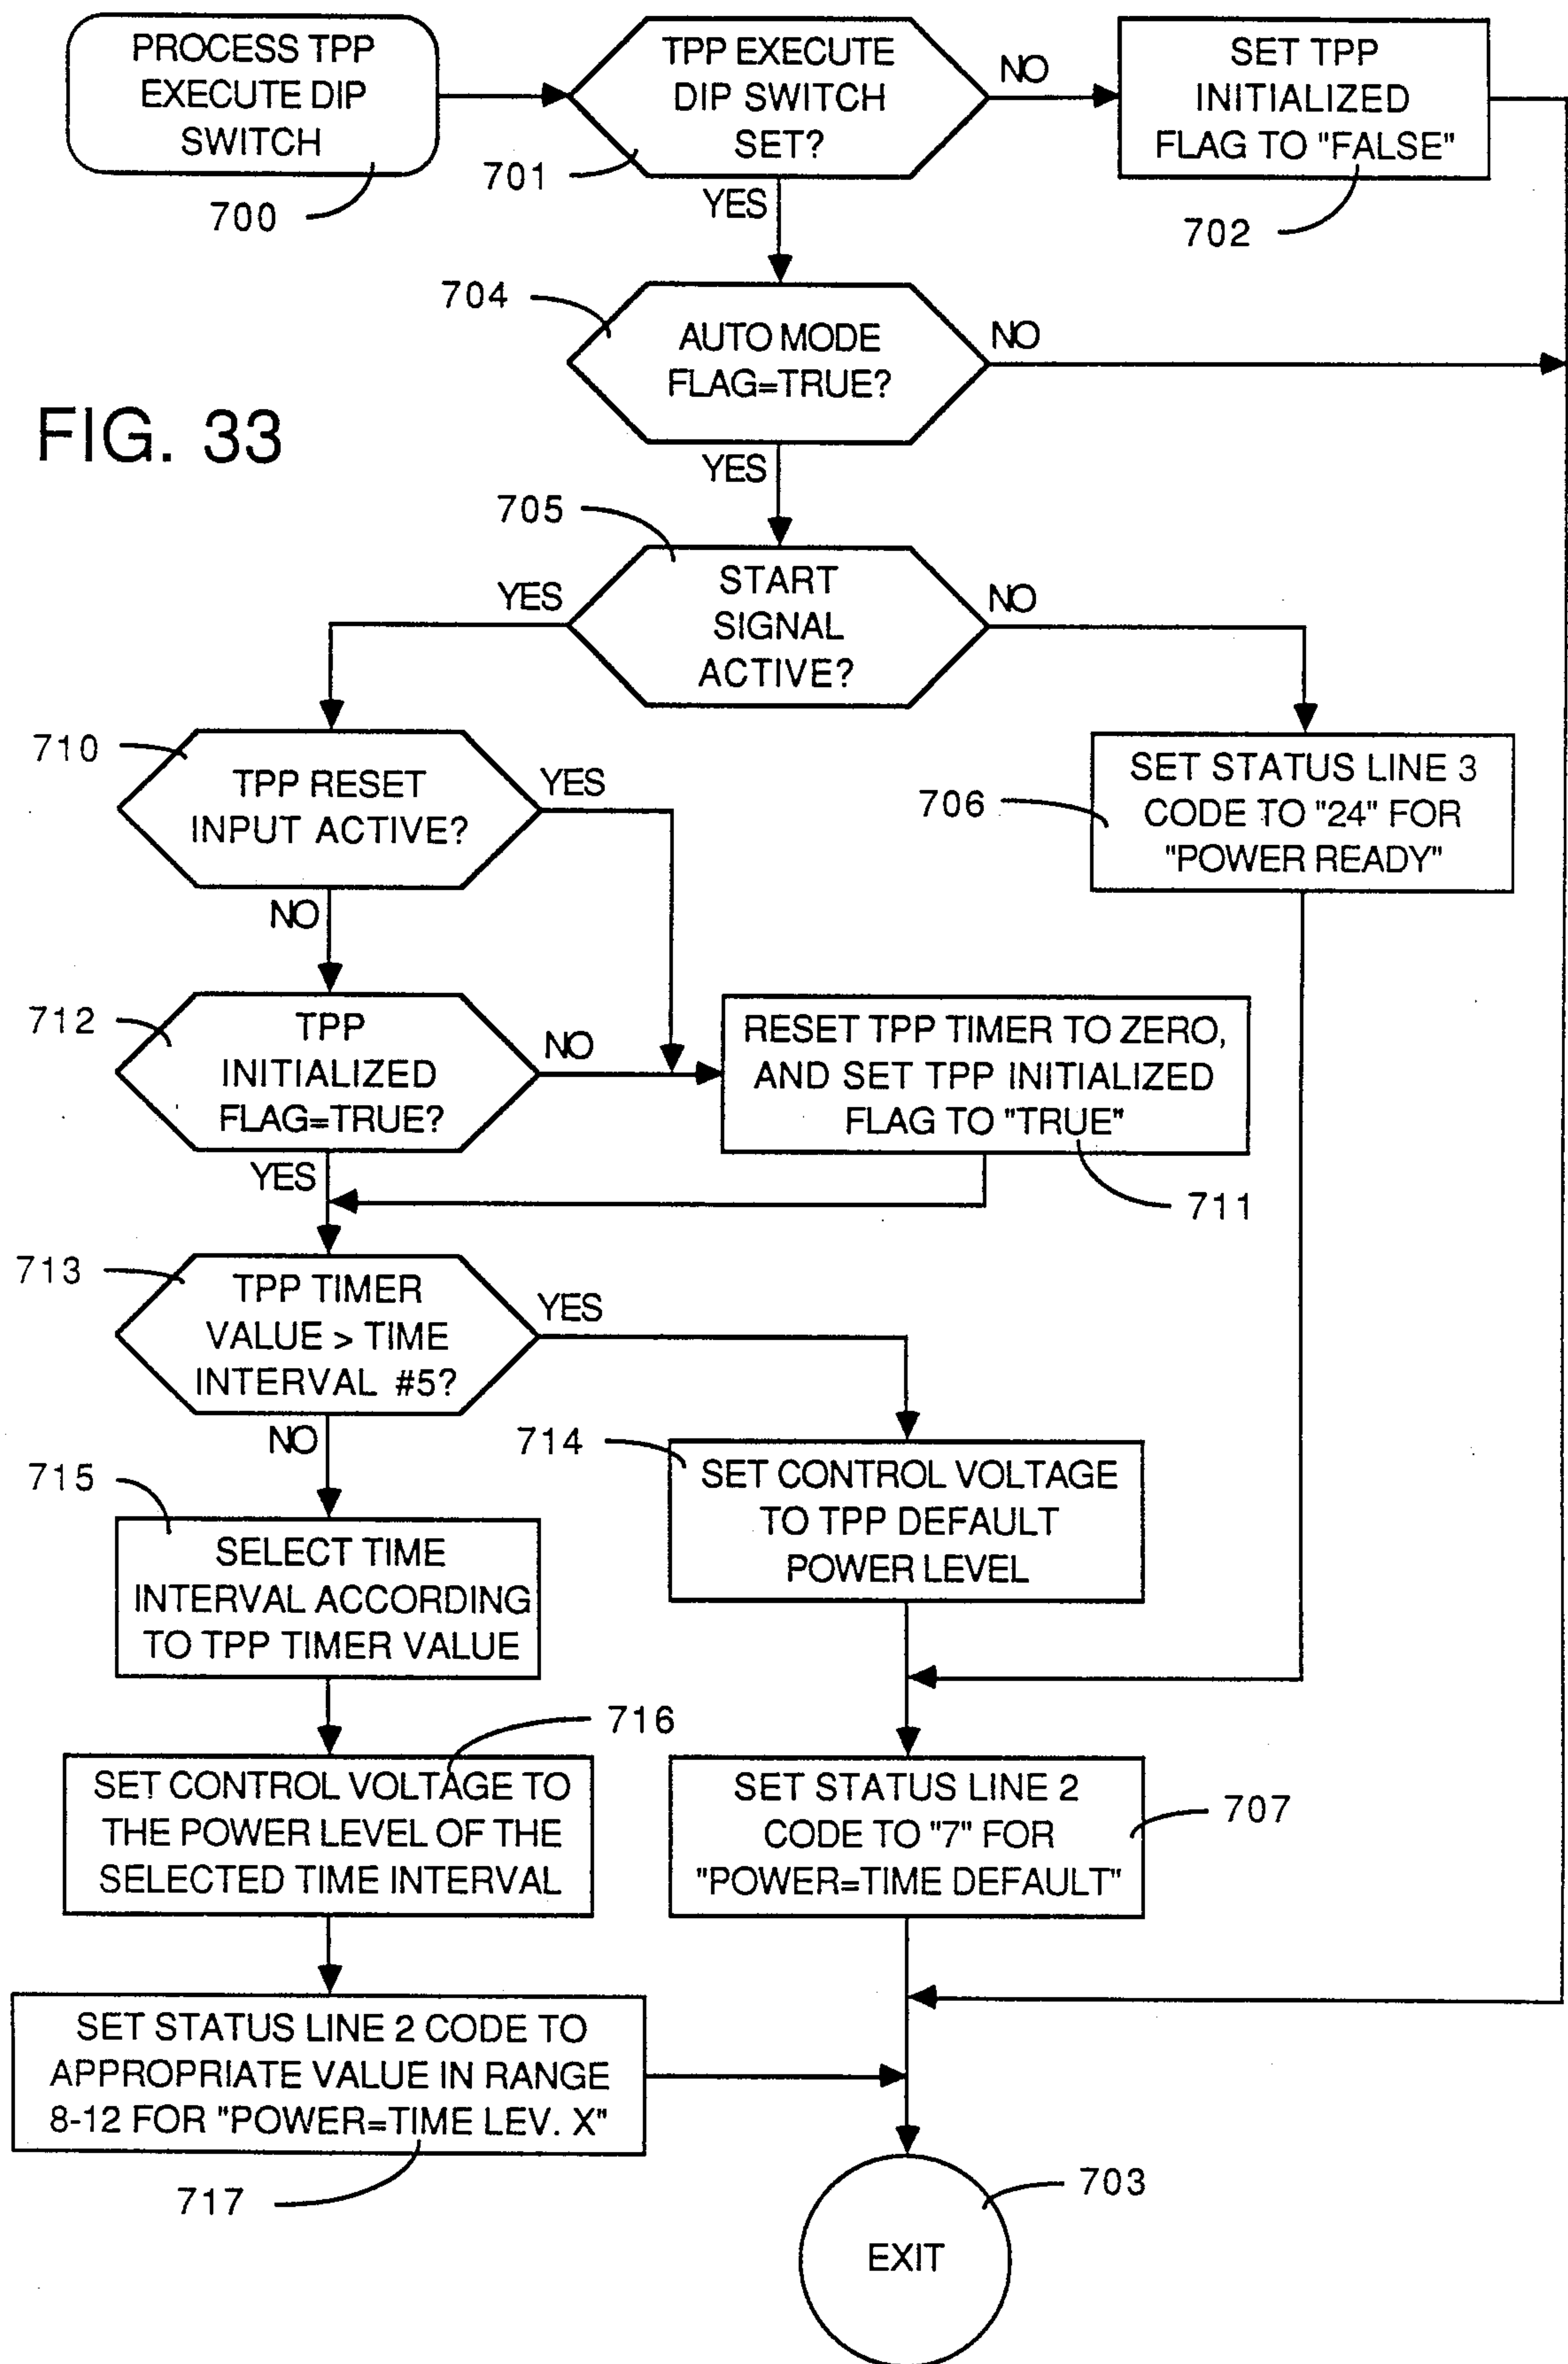 PROCESS TPP
EXECUTE DIP
SWITCH
700
TPP EXECUTE
DIP SWITCH
SET?
701
NO
YES
SET TPP
INITIALIZED
FLAG TO "FALSE"
702
704
AUTO MODE
FLAG=TRUE?
NO
YES
FIG. 33
705
START
SIGNAL
ACTIVE?
YES
NO
710
TPP RESET
INPUT ACTIVE?
YES
NO
706
SET STATUS LINE 3
CODE TO "24" FOR
"POWER READY"
712
TPP
INITIALIZED
FLAG=TRUE?
NO
YES
RESET TPP TIMER TO ZERO,
AND SET TPP INITIALIZED
FLAG TO "TRUE"
711
713
TPP TIMER
VALUE > TIME
INTERVAL #5?
YES
NO
714
SET CONTROL VOLTAGE
TO TPP DEFAULT
POWER LEVEL
715
SELECT TIME
INTERVAL ACCORDING
TO TPP TIMER VALUE
716
SET CONTROL VOLTAGE TO
THE POWER LEVEL OF THE
SELECTED TIME INTERVAL
SET STATUS LINE 2
CODE TO "7" FOR
"POWER=TIME DEFAULT"
707
SET STATUS LINE 2 CODE TO
APPROPRIATE VALUE IN RANGE
8-12 FOR "POWER=TIME LEV. X"
717
703
EXIT